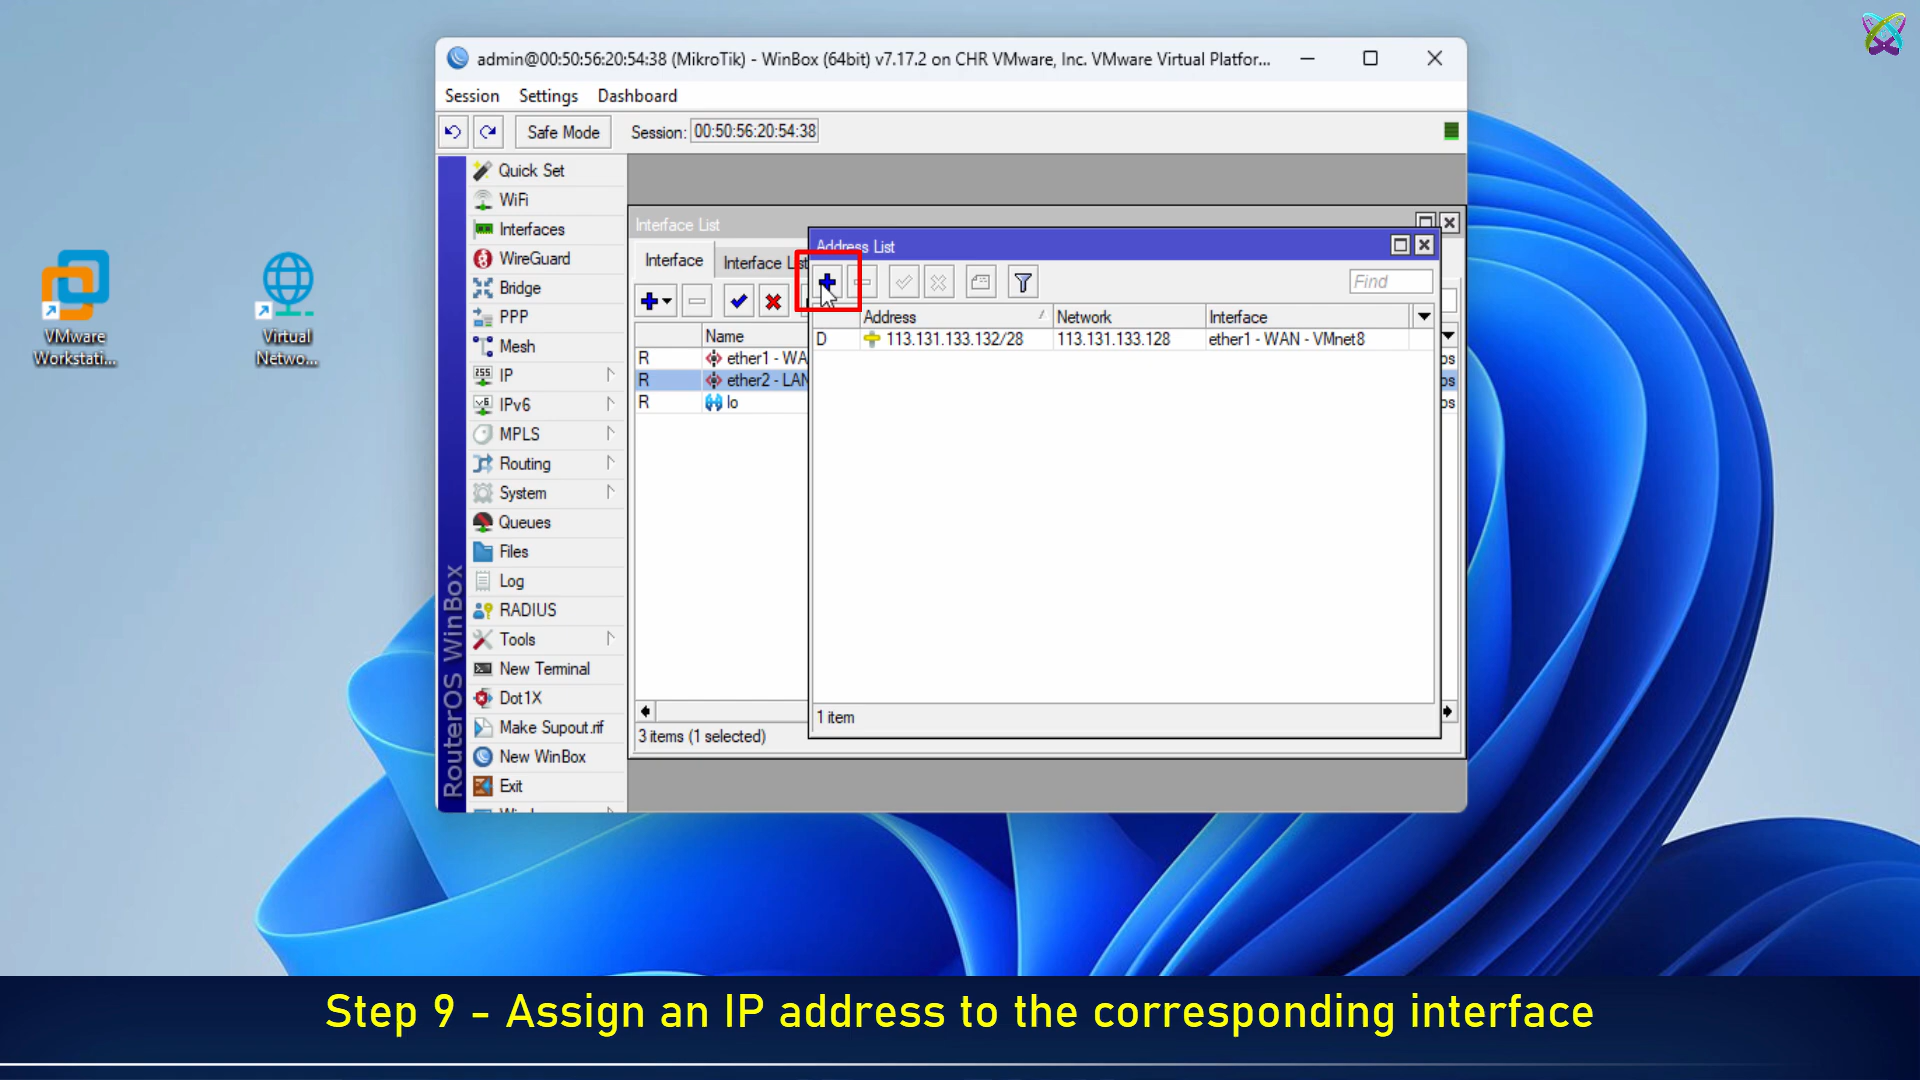 admin@00:50:56:20:54:38 (MikroTik) - WinBox (64bit) v7.17.2 on CHR VMware, Inc. VMware Virtual Platfor...
Session Settings Dashboard
Safe Mode Session: 00:50:56:20:54:38
Quick Set
WiFi
Interfaces
WireGuard
Bridge
PPP
Mesh
IP
IPv6
MPLS
Routing
System
Queues
Files
Log
RADIUS
Tools
New Terminal
Dot1X
Make Supout.rif
New WinBox
Exit
RouterOS WinBox
Interface List
Interface Interface List
Name
R ether1 - WA
R ether2 - LAN
R lo
3 items (1 selected)
Address List
Find
Address Network Interface
D 113.131.133.132/28 113.131.133.128 ether1 - WAN - VMnet8
1 item
VMware
Workstati...
Virtual
Netwo...
Step 9 - Assign an IP address to the corresponding interface